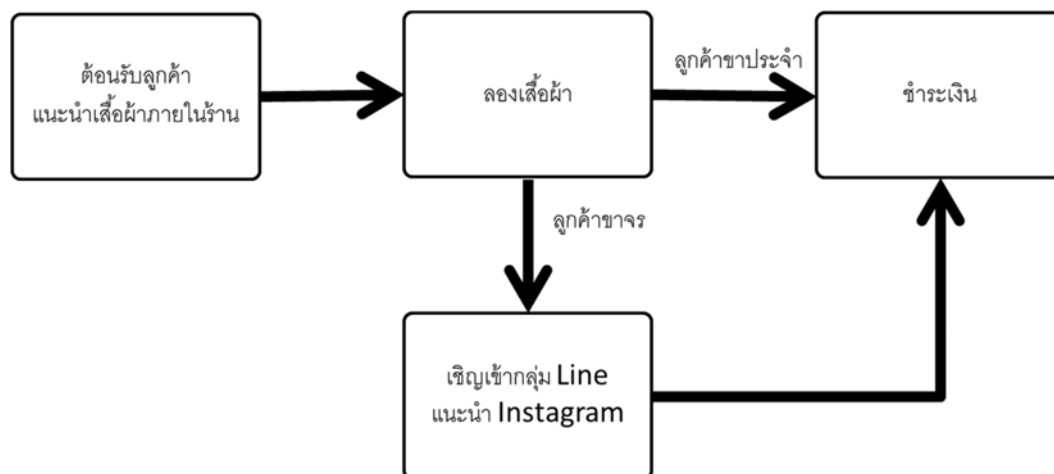 ต้อนรับลูกค้า
แนะนำเสื้อผ้าภายในร้าน
ลองเสื้อผ้า
ลูกค้าขาประจำ
ชำระเงิน
ลูกค้าขาจร
เชิญเข้ากลุ่ม Line
แนะนำ Instagram